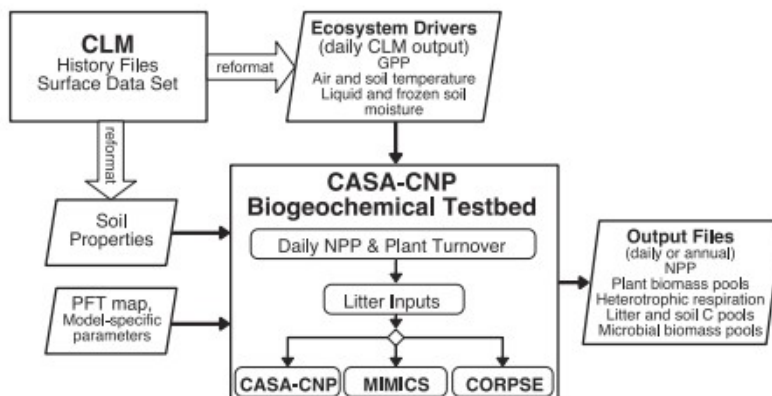 CLM
History Files
Surface Data Set
reformat
Ecosystem Drivers
(daily CLM output)
GPP
Air and soil temperature
Liquid and frozen soil
moisture
reformat
Soil
Properties
PFT map,
Model-specific
parameters
CASA-CNP
Biogeochemical Testbed
Daily NPP & Plant Turnover
Litter Inputs
CASA-CNP
MIMICS
CORPSE
Output Files
(daily or annual)
NPP
Plant biomass pools
Heterotrophic respiration
Litter and soil C pools
Microbial biomass pools